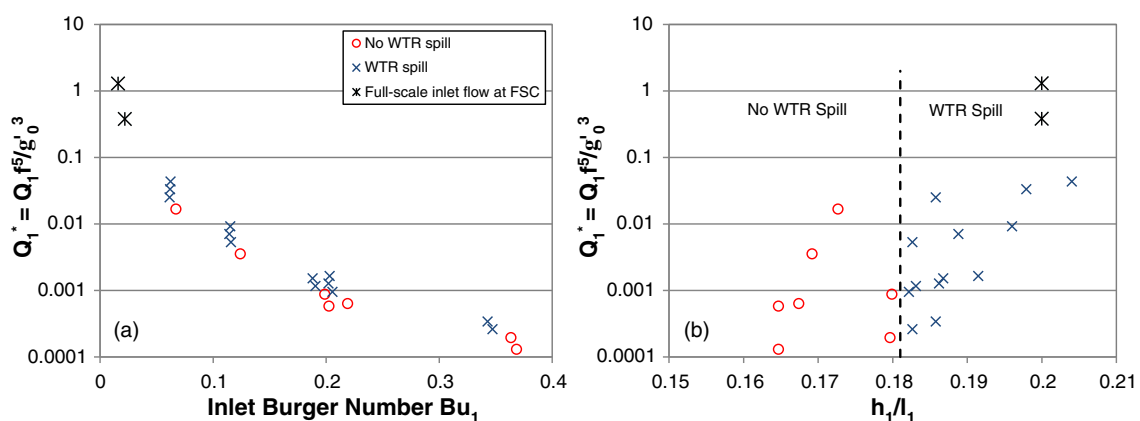 10
1
0.1
0.01
0.001
0.0001
Q₁* = Q₁f⁵/g'₀³
No WTR spill
WTR spill
Full-scale inlet flow at FSC
(a)
0 0.1 0.2 0.3 0.4
Inlet Burger Number Bu₁
10
1
0.1
0.01
0.001
0.0001
Q₁* = Q₁f⁵/g'₀³
No WTR Spill WTR Spill
(b)
0.15 0.16 0.17 0.18 0.19 0.2 0.21
h₁/l₁